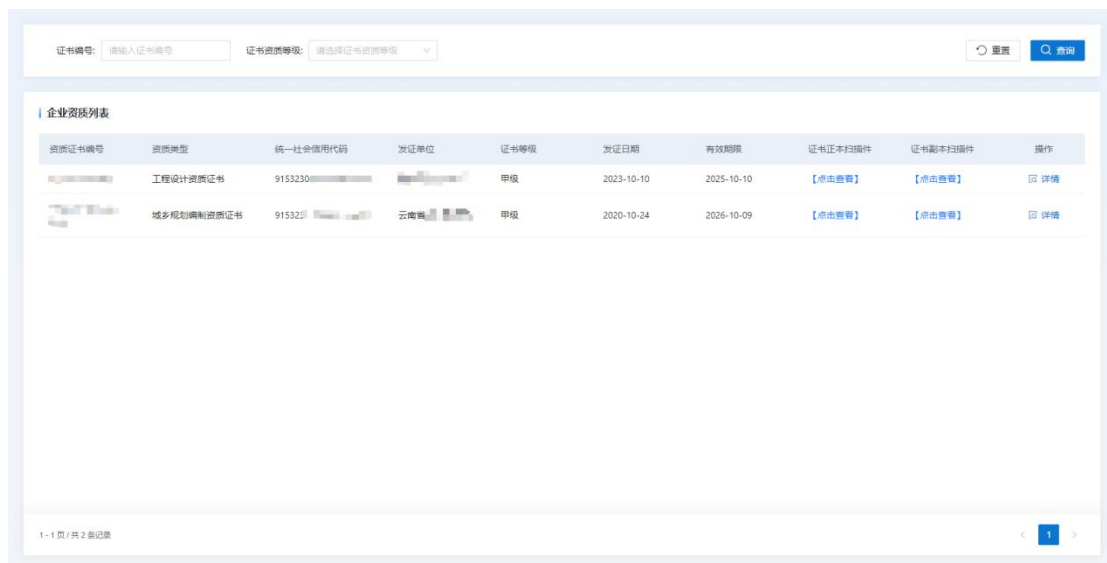 证书编号: 请输入证书编号 证书资质等级: 请选择证书资质等级 重置 查询
企业资质列表
资质证书编号 资质类型 统一社会信用代码 发证单位 证书等级 发证日期 有效期限 证书正本扫描件 证书副本扫描件 操作
工程设计资质证书 9153230 甲级 2023-10-10 2025-10-10 【点击查看】 【点击查看】 详情
城乡规划编制资质证书 91532 云南省 甲级 2020-10-24 2026-10-09 【点击查看】 【点击查看】 详情
1-1 页/共 2 条记录 < 1 >